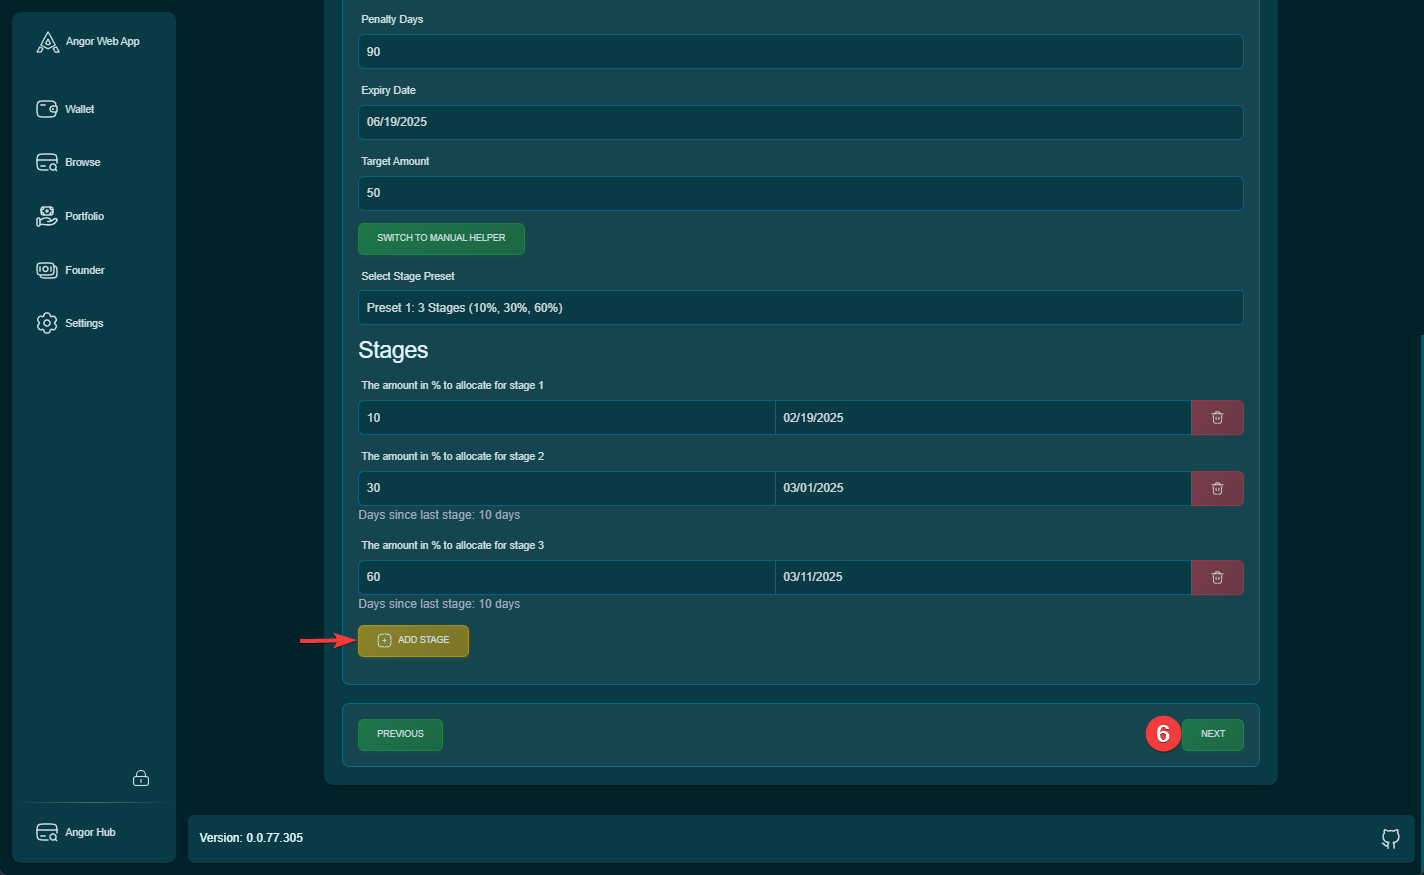 Angor Web App
Wallet
Browse
Portfolio
Founder
Settings
Angor Hub
Penalty Days
90
Expiry Date
06/19/2025
Target Amount
50
SWITCH TO MANUAL HELPER
Select Stage Preset
Preset 1: 3 Stages (10%, 30%, 60%)
Stages
The amount in % to allocate for stage 1
10 02/19/2025
The amount in % to allocate for stage 2
30 03/01/2025
Days since last stage: 10 days
The amount in % to allocate for stage 3
60 03/11/2025
Days since last stage: 10 days
ADD STAGE
PREVIOUS 6 NEXT
Version: 0.0.77.305